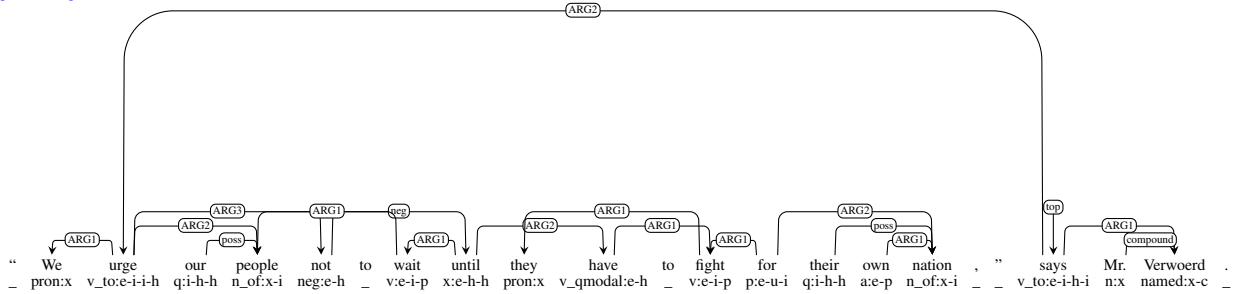 ARG2
ARG3 ARG1 neg ARG1 ARG2 top
ARG2 ARG2 ARG1 poss ARG1
ARG1 poss ARG1 ARG1 ARG1 compound
“ We urge our people not to wait until they have to fight for their own nation , ” says Mr. Verwoerd .
_ pron:x v_to:e-i-i-h q:i-h-h n_of:x-i neg:e-h _ v:e-i-p x:e-h-h pron:x v_qmodal:e-h _ v:e-i-p p:e-u-i q:i-h-h a:e-p n_of:x-i _ _ v_to:e-i-h-i n:x named:x-c _